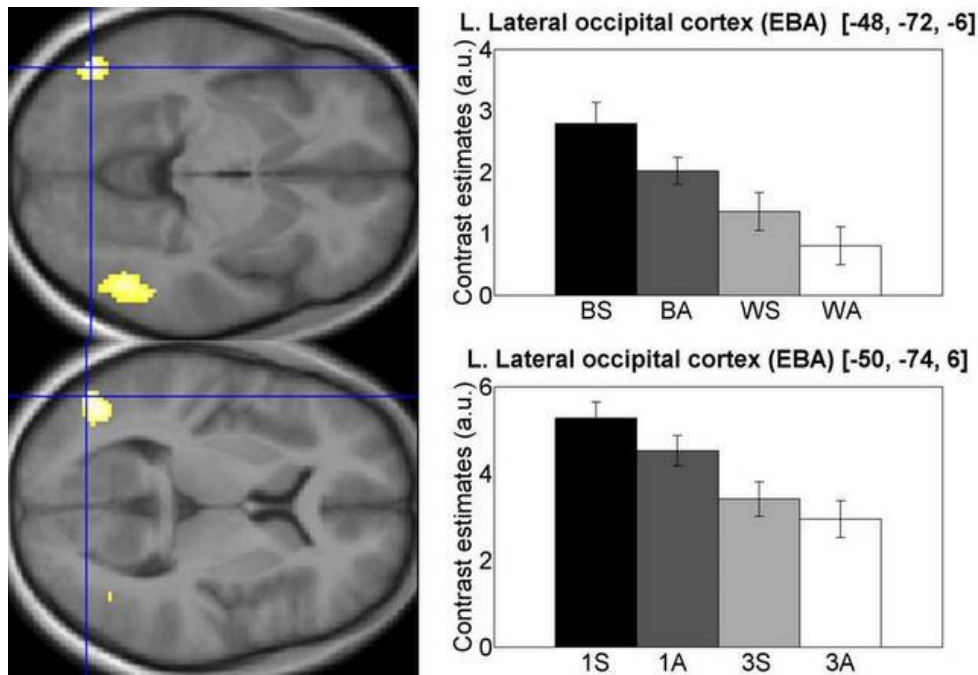 L. Lateral occipital cortex (EBA) [-48, -72, -6]
Contrast estimates (a.u.)
4
3
2
1
0
BS BA WS WA
L. Lateral occipital cortex (EBA) [-50, -74, 6]
Contrast estimates (a.u.)
6
4
2
0
1S 1A 3S 3A